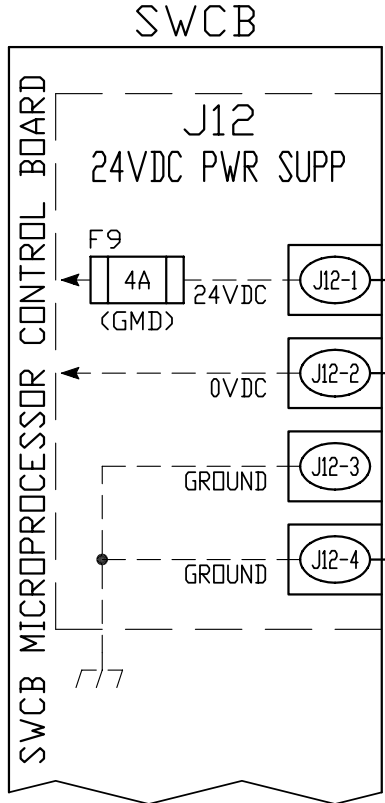 SWCB
SWCB MICROPROCESSOR CONTROL BOARD
J12
24VDC PWR SUPP
F9
4A
(GMD)
24VDC
J12-1
0VDC
J12-2
GROUND
J12-3
GROUND
J12-4